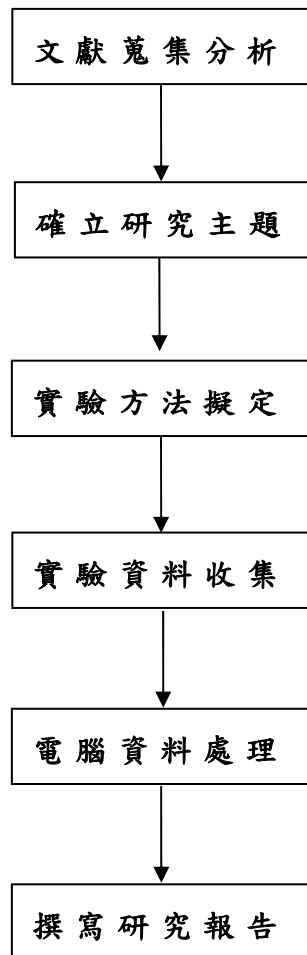 文獻蒐集分析
確立研究主題
實驗方法擬定
實驗資料收集
電腦資料處理
撰寫研究報告